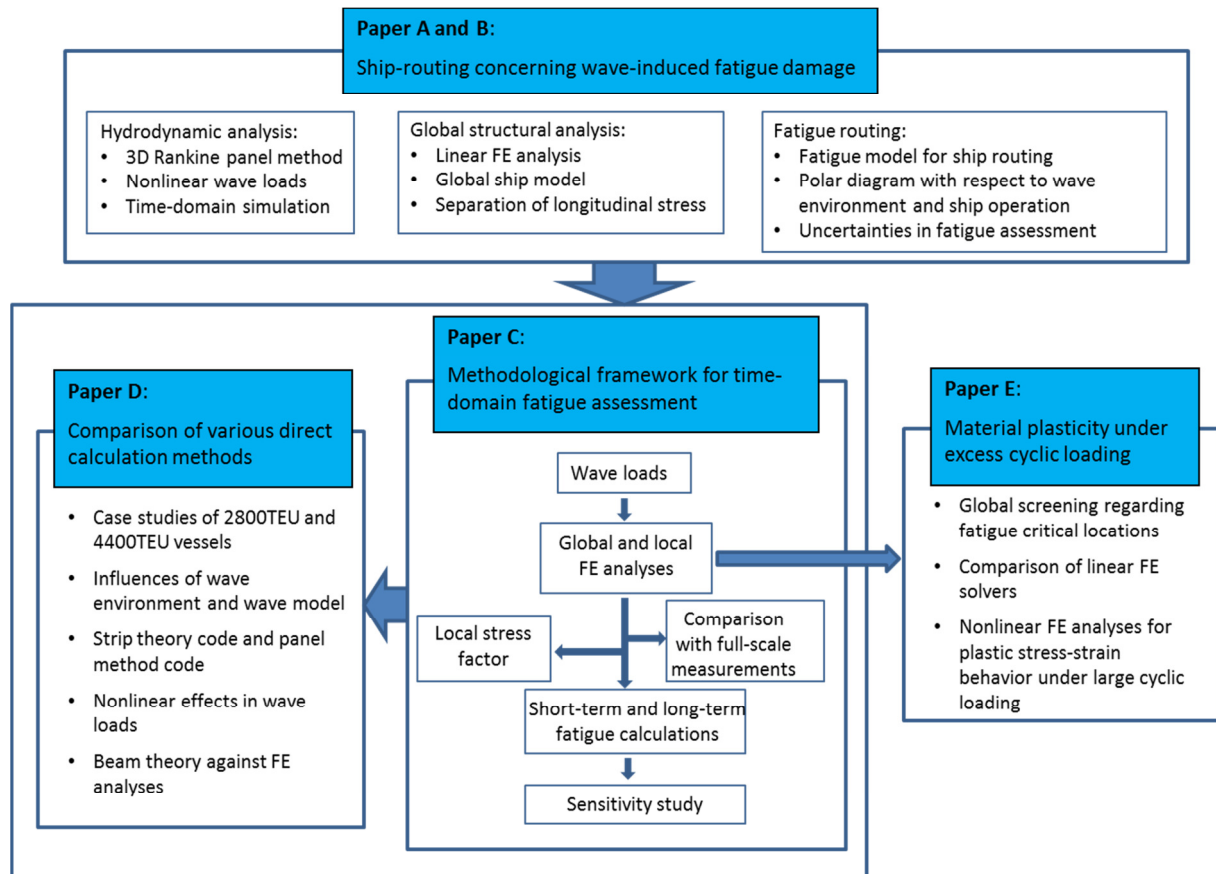 Paper A and B:
Ship-routing concerning wave-induced fatigue damage
Hydrodynamic analysis:
• 3D Rankine panel method
• Nonlinear wave loads
• Time-domain simulation
Global structural analysis:
• Linear FE analysis
• Global ship model
• Separation of longitudinal stress
Fatigue routing:
• Fatigue model for ship routing
• Polar diagram with respect to wave
environment and ship operation
• Uncertainties in fatigue assessment
Paper D:
Comparison of various direct
calculation methods
• Case studies of 2800TEU and
4400TEU vessels
• Influences of wave
environment and wave model
• Strip theory code and panel
method code
• Nonlinear effects in wave
loads
• Beam theory against FE
analyses
Paper C:
Methodological framework for time-
domain fatigue assessment
Wave loads
Global and local
FE analyses
Local stress
factor
Comparison
with full-scale
measurements
Short-term and long-term
fatigue calculations
Sensitivity study
Paper E:
Material plasticity under
excess cyclic loading
• Global screening regarding
fatigue critical locations
• Comparison of linear FE
solvers
• Nonlinear FE analyses for
plastic stress-strain
behavior under large cyclic
loading